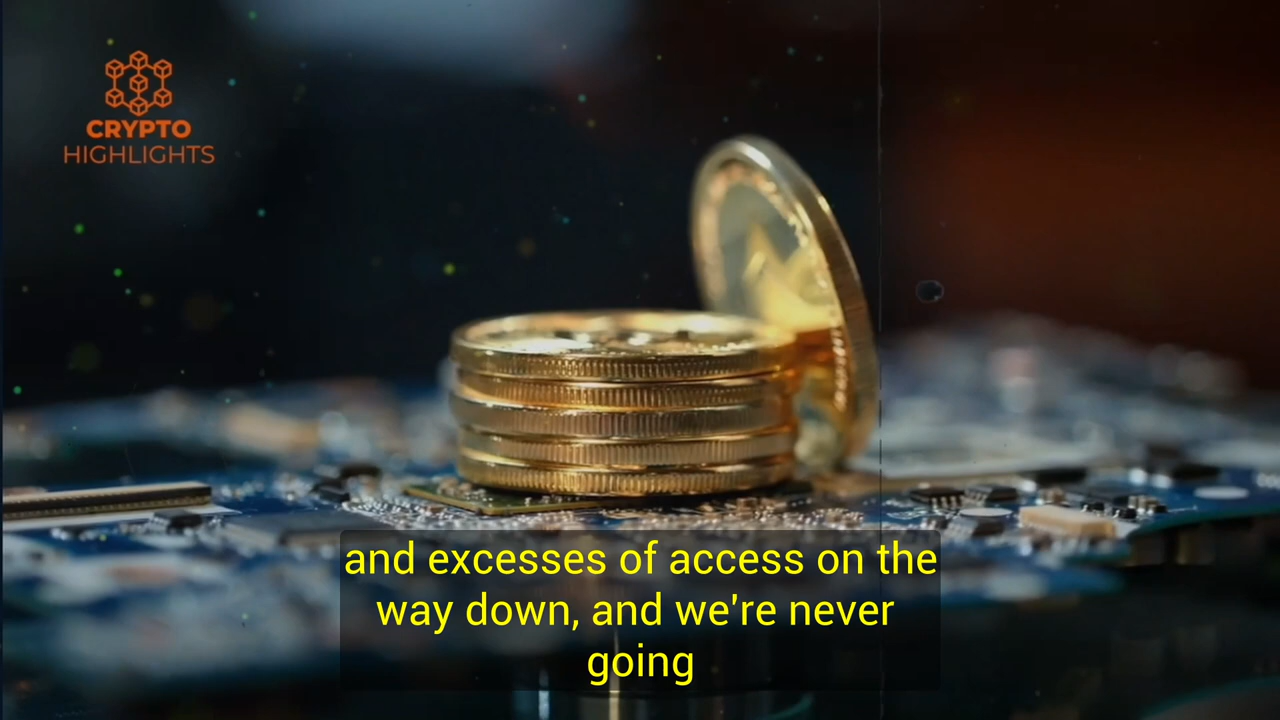 CRYPTO
HIGHLIGHTS
and excesses of access on the
way down, and we're never
going